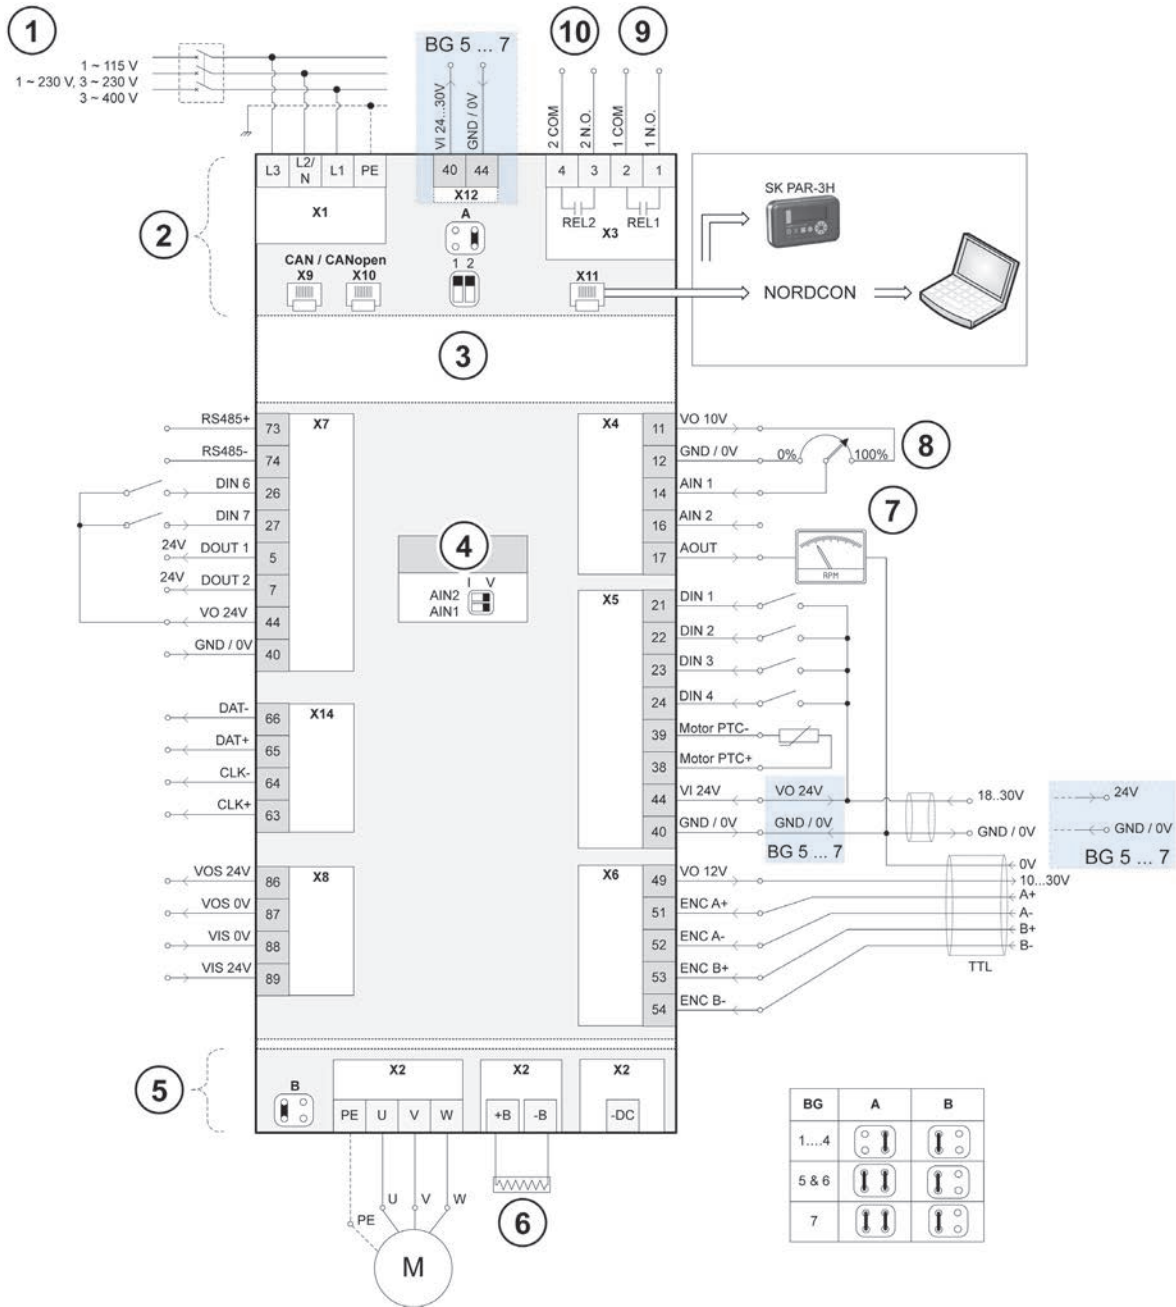 1
10
9
BG 5 ... 7
1 ~ 115 V
1 ~ 230 V, 3 ~ 230 V
3 ~ 400 V
VI 24...30V
GND / 0V
2 COM
2 N.O.
1 COM
1 N.O.
L3
L2/
N
L1
PE
40
44
4
3
2
1
X1
X12
A
REL2
REL1
X3
SK PAR-3H
2
CAN / CANopen
X9
X10
1 2
X11
NORDCON
3
RS485+
73
X7
RS485-
74
DIN 6
26
DIN 7
27
24V
DOUT 1
5
24V
DOUT 2
7
VO 24V
44
GND / 0V
40
X4
11
VO 10V
12
GND / 0V
0%
100%
8
14
AIN 1
16
AIN 2
17
AOUT
7
RPM
4
I V
AIN2
AIN1
X5
21
DIN 1
22
DIN 2
23
DIN 3
24
DIN 4
39
Motor PTC-
38
Motor PTC+
44
VI 24V
VO 24V
18..30V
24V
40
GND / 0V
GND / 0V
GND / 0V
GND / 0V
BG 5 ... 7
BG 5 ... 7
DAT-
66
X14
DAT+
65
CLK-
64
CLK+
63
VOS 24V
86
X8
VOS 0V
87
VIS 0V
88
VIS 24V
89
X6
49
VO 12V
0V
10...30V
51
ENC A+
A+
52
ENC A-
A-
53
ENC B+
B+
54
ENC B-
B-
TTL
5
B
X2
X2
X2
PE
U
V
W
+B
-B
-DC
U
V
W
PE
M
6
BG A B
1....4
5 & 6
7